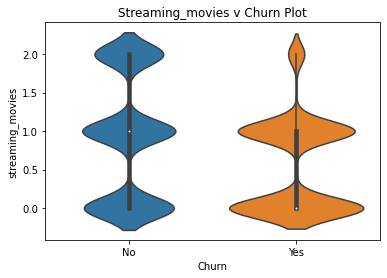 Streaming_movies v Churn Plot
streaming_movies
2.0
1.5
1.0
0.5
0.0
No Yes
Churn